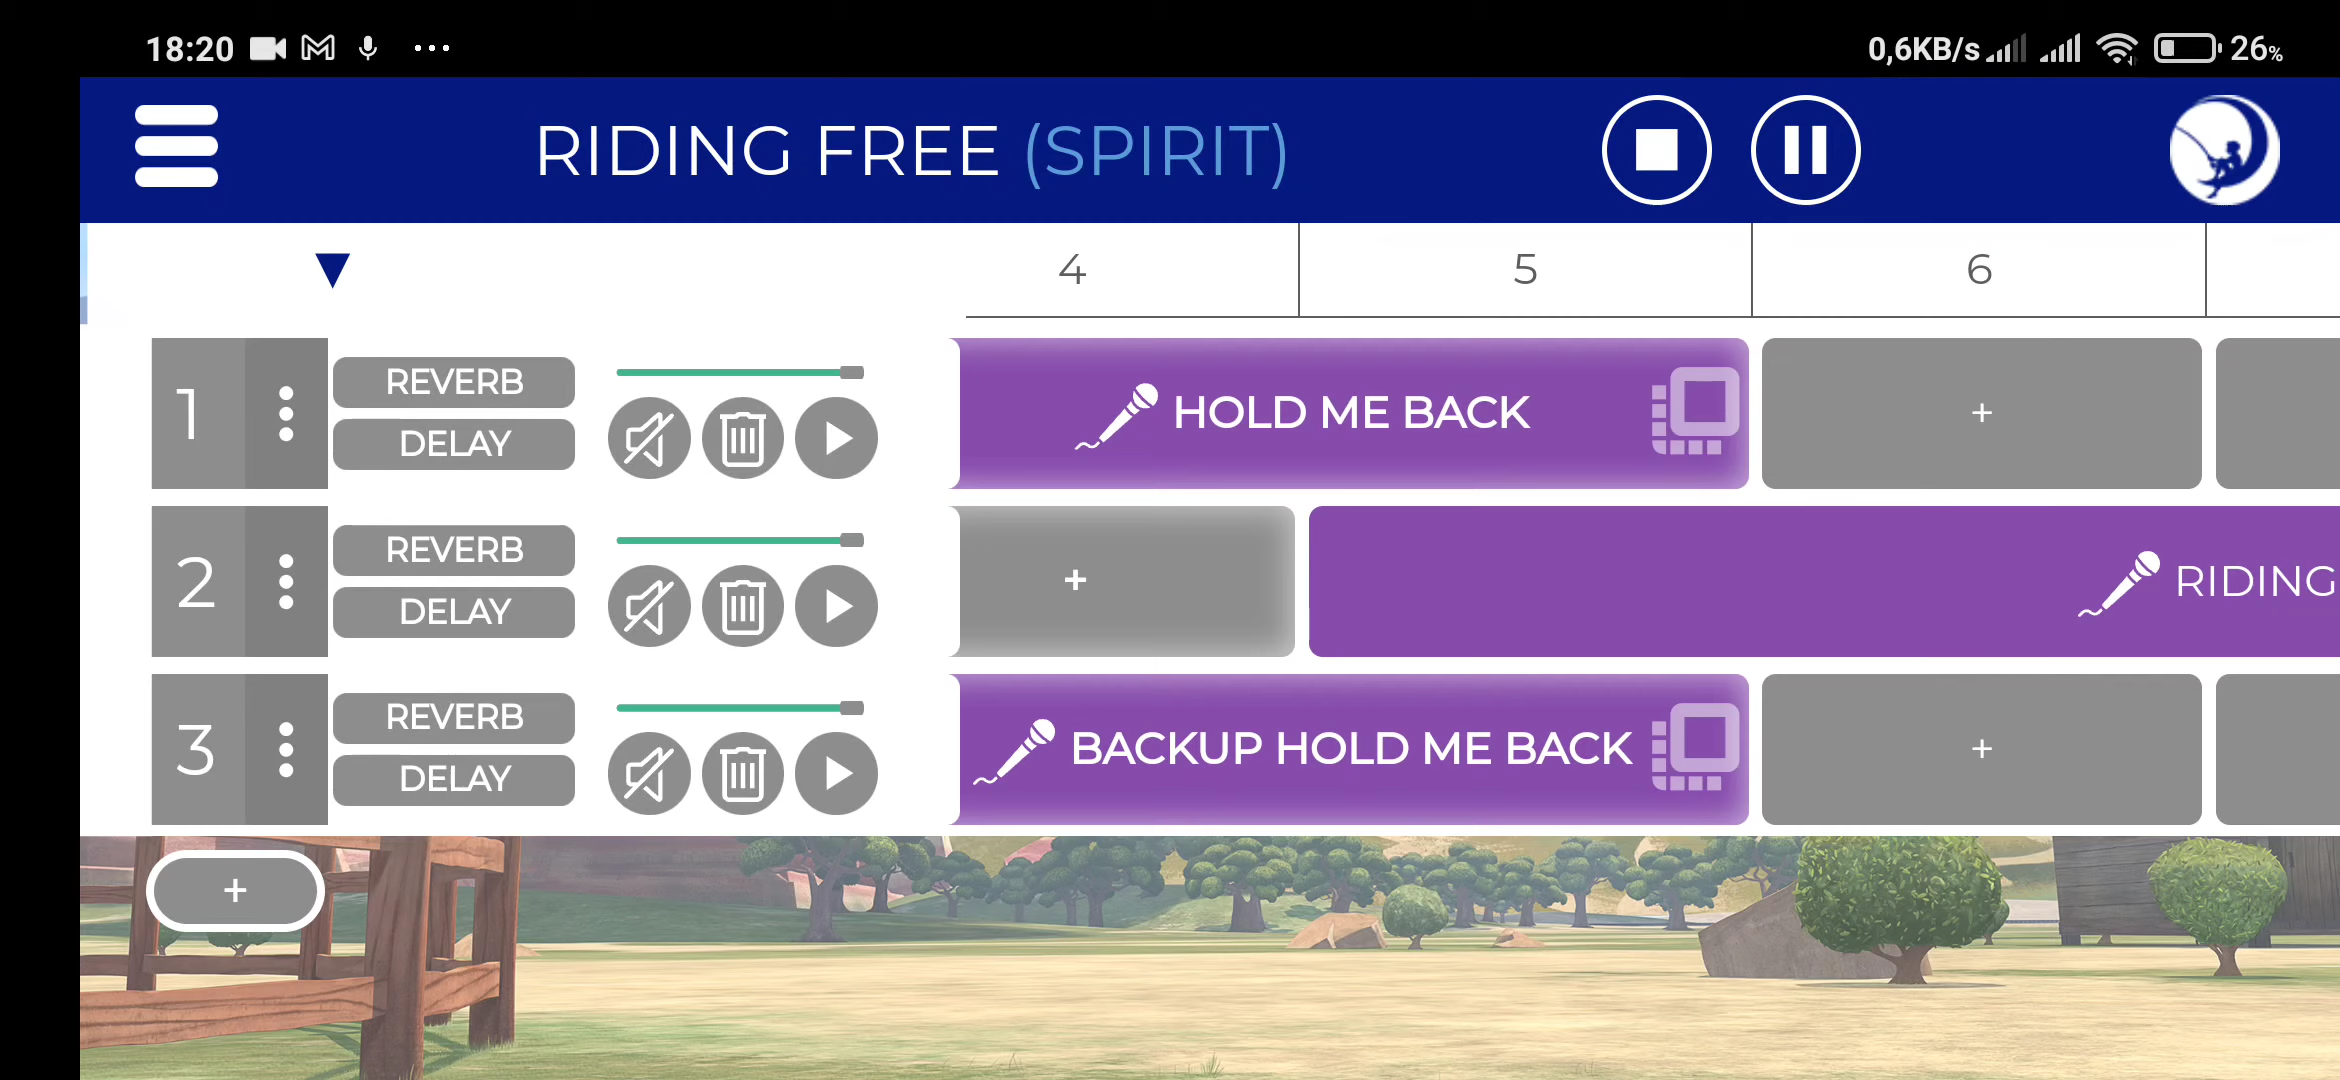 18:20 ... 0,6KB/s 26%
RIDING FREE (SPIRIT)
4 5 6
1 REVERB DELAY HOLD ME BACK +
2 REVERB DELAY + RIDING
3 REVERB DELAY BACKUP HOLD ME BACK +
+